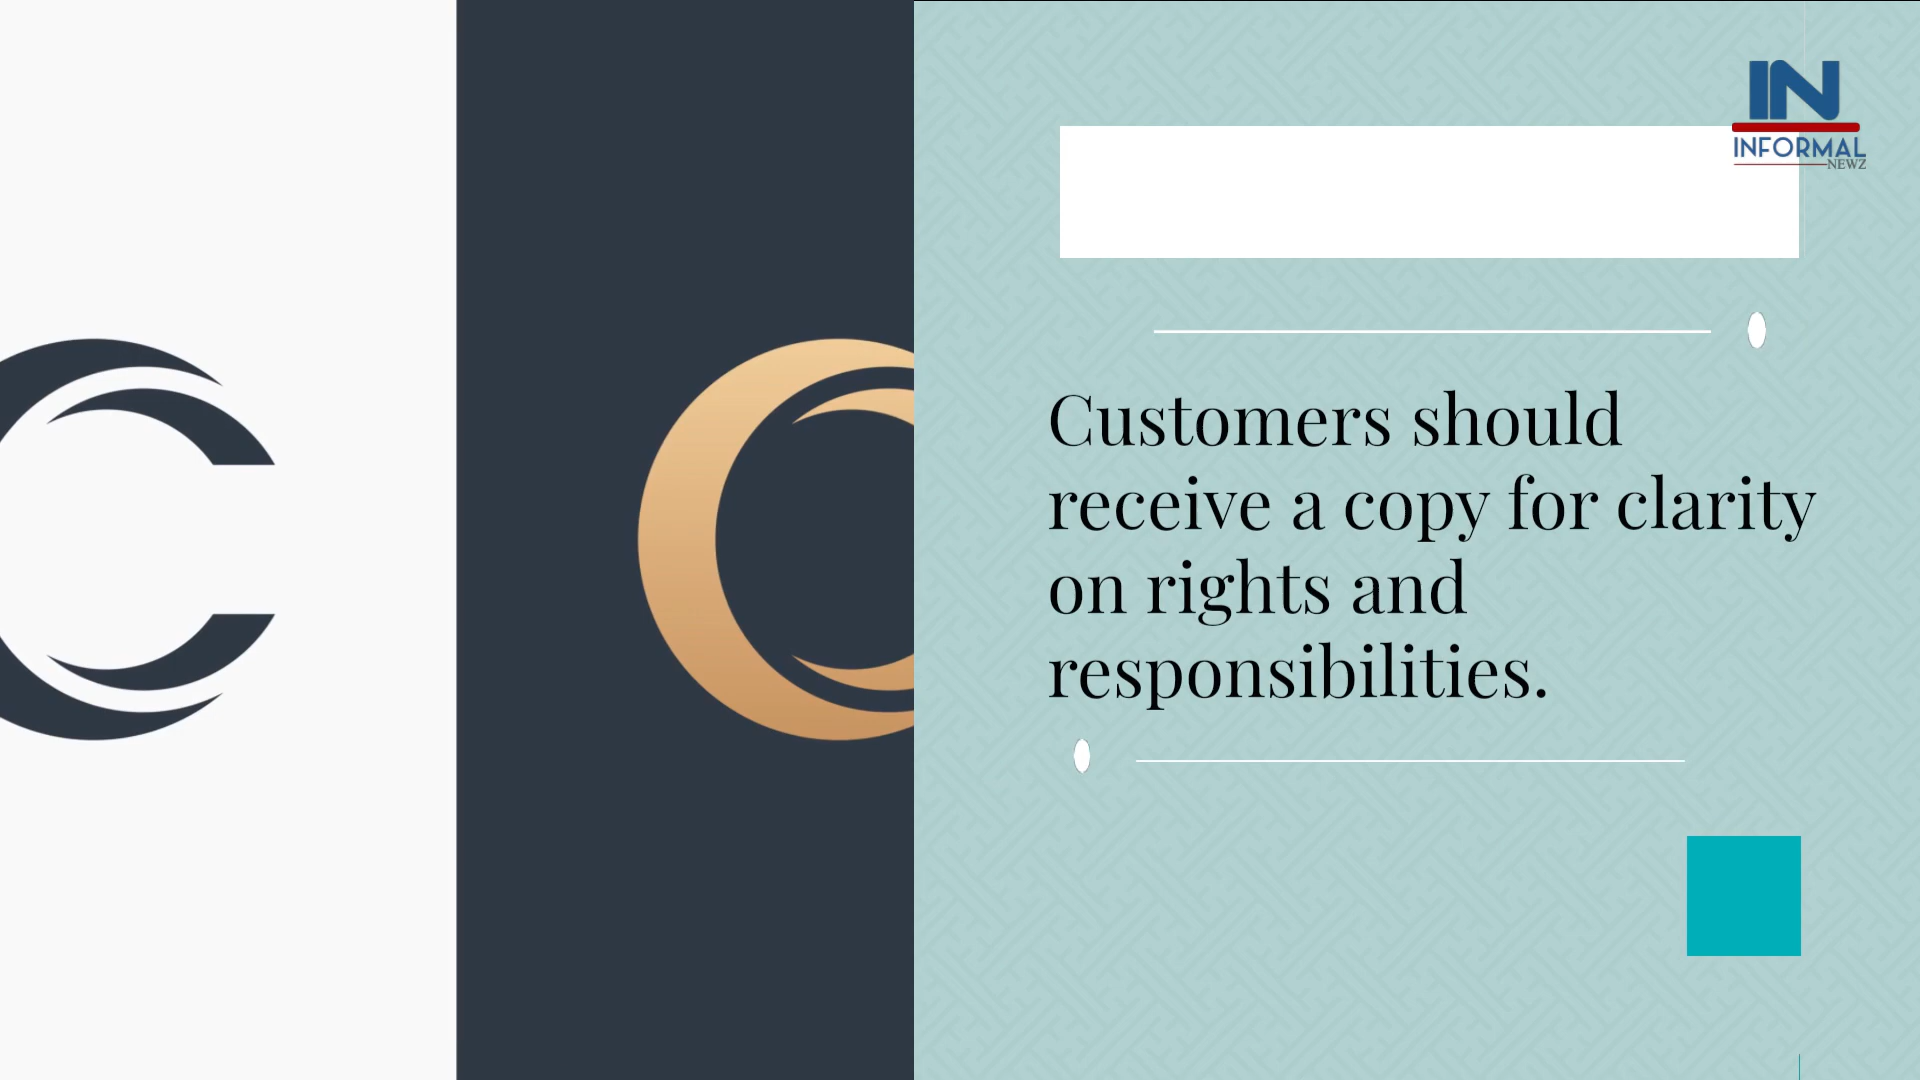 IN
INFORMAL
NEWZ
Customers should
receive a copy for clarity
on rights and
responsibilities.